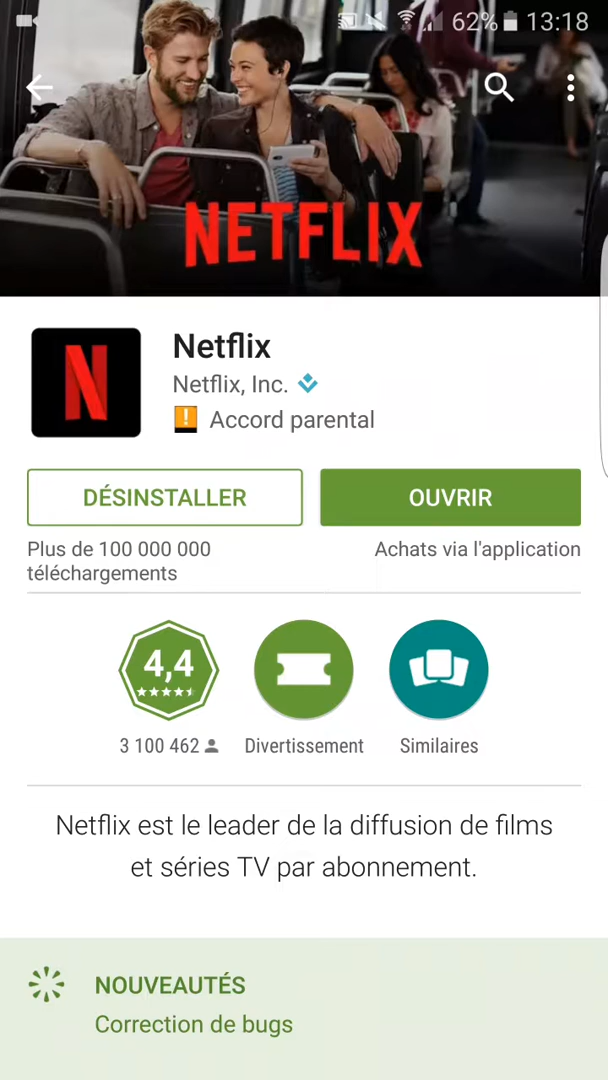 62% 13:18
NETFLIX
N
Netflix
Netflix, Inc.
! Accord parental
DÉSINSTALLER
OUVRIR
Plus de 100 000 000
téléchargements
Achats via l'application
4,4
3 100 462
Divertissement
Similaires
Netflix est le leader de la diffusion de films
et séries TV par abonnement.
NOUVEAUTÉS
Correction de bugs